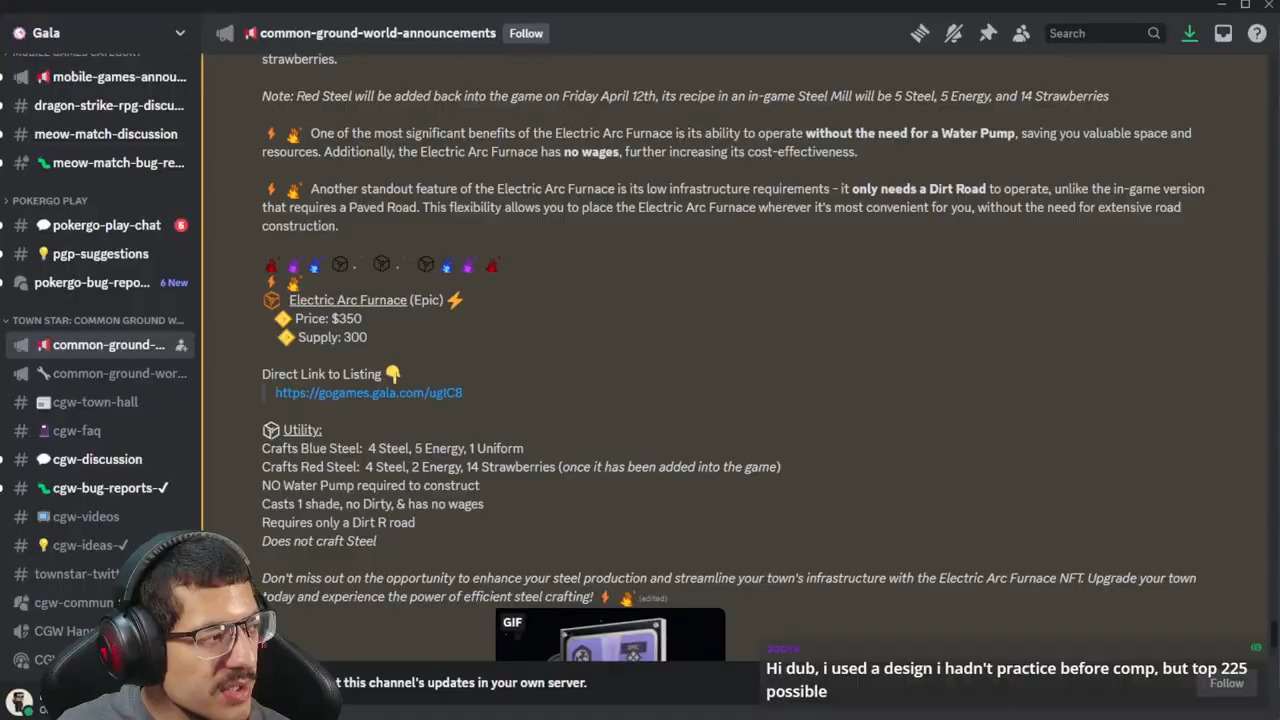 Gala
common-ground-world-announcements
Follow
Search
MOBILE GAMES CATEGORY
mobile-games-annou...
dragon-strike-rpg-discu...
meow-match-discussion
meow-match-bug-re...
POKERGO PLAY
pokergo-play-chat
pgp-suggestions
pokergo-bug-repo...
6 New
TOWN STAR: COMMON GROUND W...
common-ground-...
common-ground-wor...
cgw-town-hall
cgw-faq
cgw-discussion
cgw-bug-reports-✓
cgw-videos
cgw-ideas-✓
townstar-twit
cgw-commun
CGW Han
strawberries.
Note: Red Steel will be added back into the game on Friday April 12th, its recipe in an in-game Steel Mill will be 5 Steel, 5 Energy, and 14 Strawberries
One of the most significant benefits of the Electric Arc Furnace is its ability to operate without the need for a Water Pump, saving you valuable space and
resources. Additionally, the Electric Arc Furnace has no wages, further increasing its cost-effectiveness.
Another standout feature of the Electric Arc Furnace is its low infrastructure requirements - it only needs a Dirt Road to operate, unlike the in-game version
that requires a Paved Road. This flexibility allows you to place the Electric Arc Furnace wherever it's most convenient for you, without the need for extensive road
construction.
Electric Arc Furnace (Epic)
Price: $350
Supply: 300
Direct Link to Listing
https://gogames.gala.com/uglC8
Utility:
Crafts Blue Steel: 4 Steel, 5 Energy, 1 Uniform
Crafts Red Steel: 4 Steel, 2 Energy, 14 Strawberries (once it has been added into the game)
NO Water Pump required to construct
Casts 1 shade, no Dirty, & has no wages
Requires only a Dirt R road
Does not craft Steel
Don't miss out on the opportunity to enhance your steel production and streamline your town's infrastructure with the Electric Arc Furnace NFT. Upgrade your town
today and experience the power of efficient steel crafting! (edited)
GIF
t this channel's updates in your own server.
Follow
Hi dub, i used a design i hadn't practice before comp, but top 225
possible